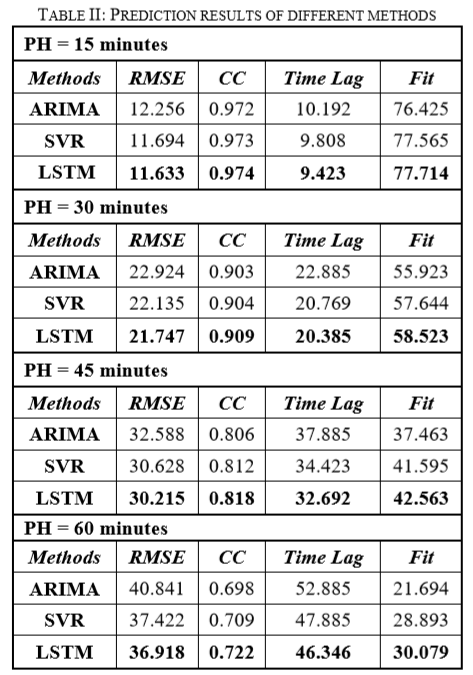 TABLE II: PREDICTION RESULTS OF DIFFERENT METHODS
PH = 15 minutes
Methods RMSE CC Time Lag Fit
ARIMA 12.256 0.972 10.192 76.425
SVR 11.694 0.973 9.808 77.565
LSTM 11.633 0.974 9.423 77.714
PH = 30 minutes
Methods RMSE CC Time Lag Fit
ARIMA 22.924 0.903 22.885 55.923
SVR 22.135 0.904 20.769 57.644
LSTM 21.747 0.909 20.385 58.523
PH = 45 minutes
Methods RMSE CC Time Lag Fit
ARIMA 32.588 0.806 37.885 37.463
SVR 30.628 0.812 34.423 41.595
LSTM 30.215 0.818 32.692 42.563
PH = 60 minutes
Methods RMSE CC Time Lag Fit
ARIMA 40.841 0.698 52.885 21.694
SVR 37.422 0.709 47.885 28.893
LSTM 36.918 0.722 46.346 30.079